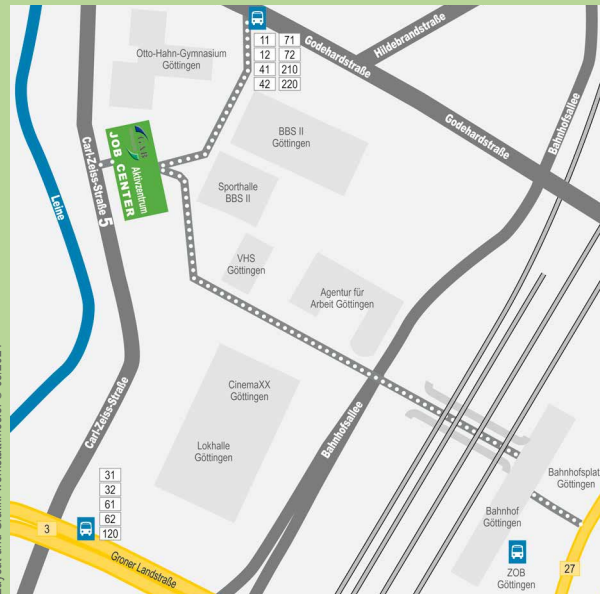 11 71
12 72
41 210
42 220
Godehardstraße
Hildebrandstraße
Otto-Hahn-Gymnasium
Göttingen
BBS II
Göttingen
Godehardstraße
Bahnhofsallee
Carl-Zeiss-Straße 5
JOB CENTER
Aktivzentrum
Sporthalle
BBS II
Leine
VHS
Göttingen
Agentur für
Arbeit Göttingen
CinemaXX
Göttingen
Lokhalle
Göttingen
Bahnhofsallee
Carl-Zeiss-Straße
31
32
61
62
120
3
Groner Landstraße
Bahnhofsplat
Göttingen
Bahnhof
Göttingen
ZOB
Göttingen
27